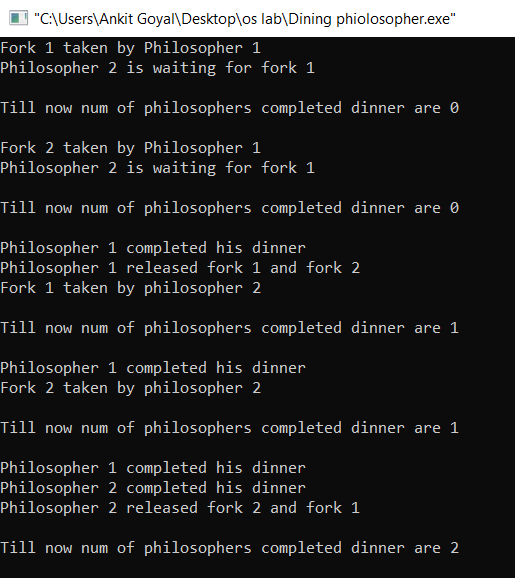 "C:\Users\Ankit Goyal\Desktop\os lab\Dining phiolosopher.exe"
Fork 1 taken by Philosopher 1
Philosopher 2 is waiting for fork 1
Till now num of philosophers completed dinner are 0
Fork 2 taken by Philosopher 1
Philosopher 2 is waiting for fork 1
Till now num of philosophers completed dinner are 0
Philosopher 1 completed his dinner
Philosopher 1 released fork 1 and fork 2
Fork 1 taken by philosopher 2
Till now num of philosophers completed dinner are 1
Philosopher 1 completed his dinner
Fork 2 taken by philosopher 2
Till now num of philosophers completed dinner are 1
Philosopher 1 completed his dinner
Philosopher 2 completed his dinner
Philosopher 2 released fork 2 and fork 1
Till now num of philosophers completed dinner are 2